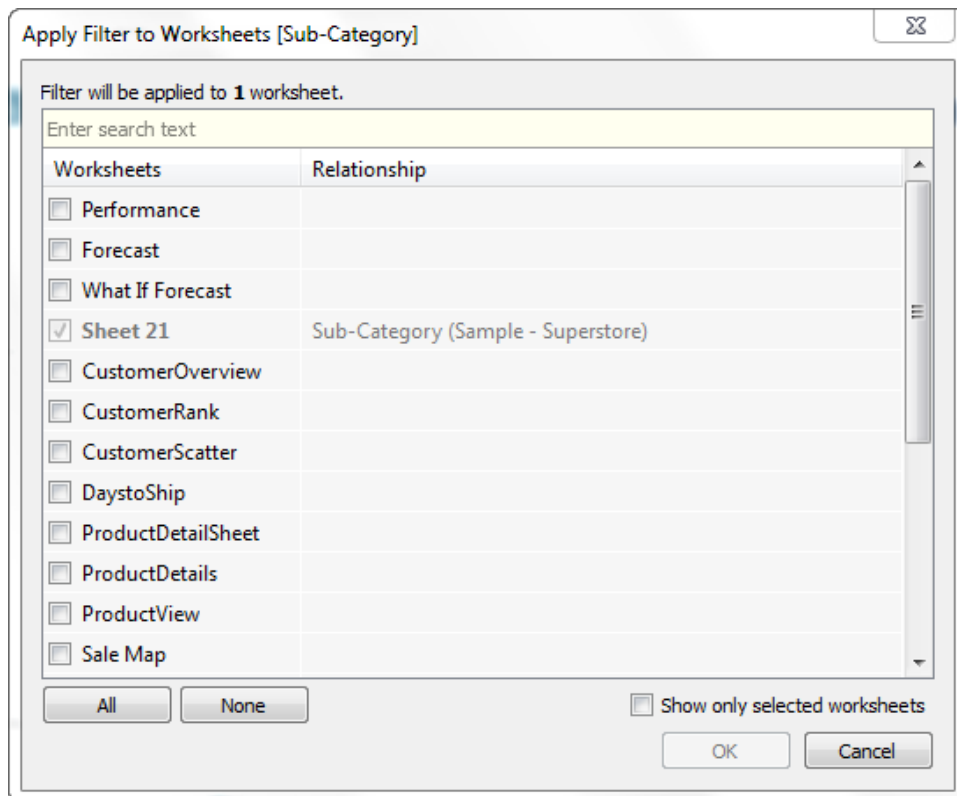 Apply Filter to Worksheets [Sub-Category]
Filter will be applied to 1 worksheet.
Enter search text
Worksheets Relationship
Performance
Forecast
What If Forecast
Sheet 21 Sub-Category (Sample - Superstore)
CustomerOverview
CustomerRank
CustomerScatter
DaystoShip
ProductDetailSheet
ProductDetails
ProductView
Sale Map
All None Show only selected worksheets
OK Cancel